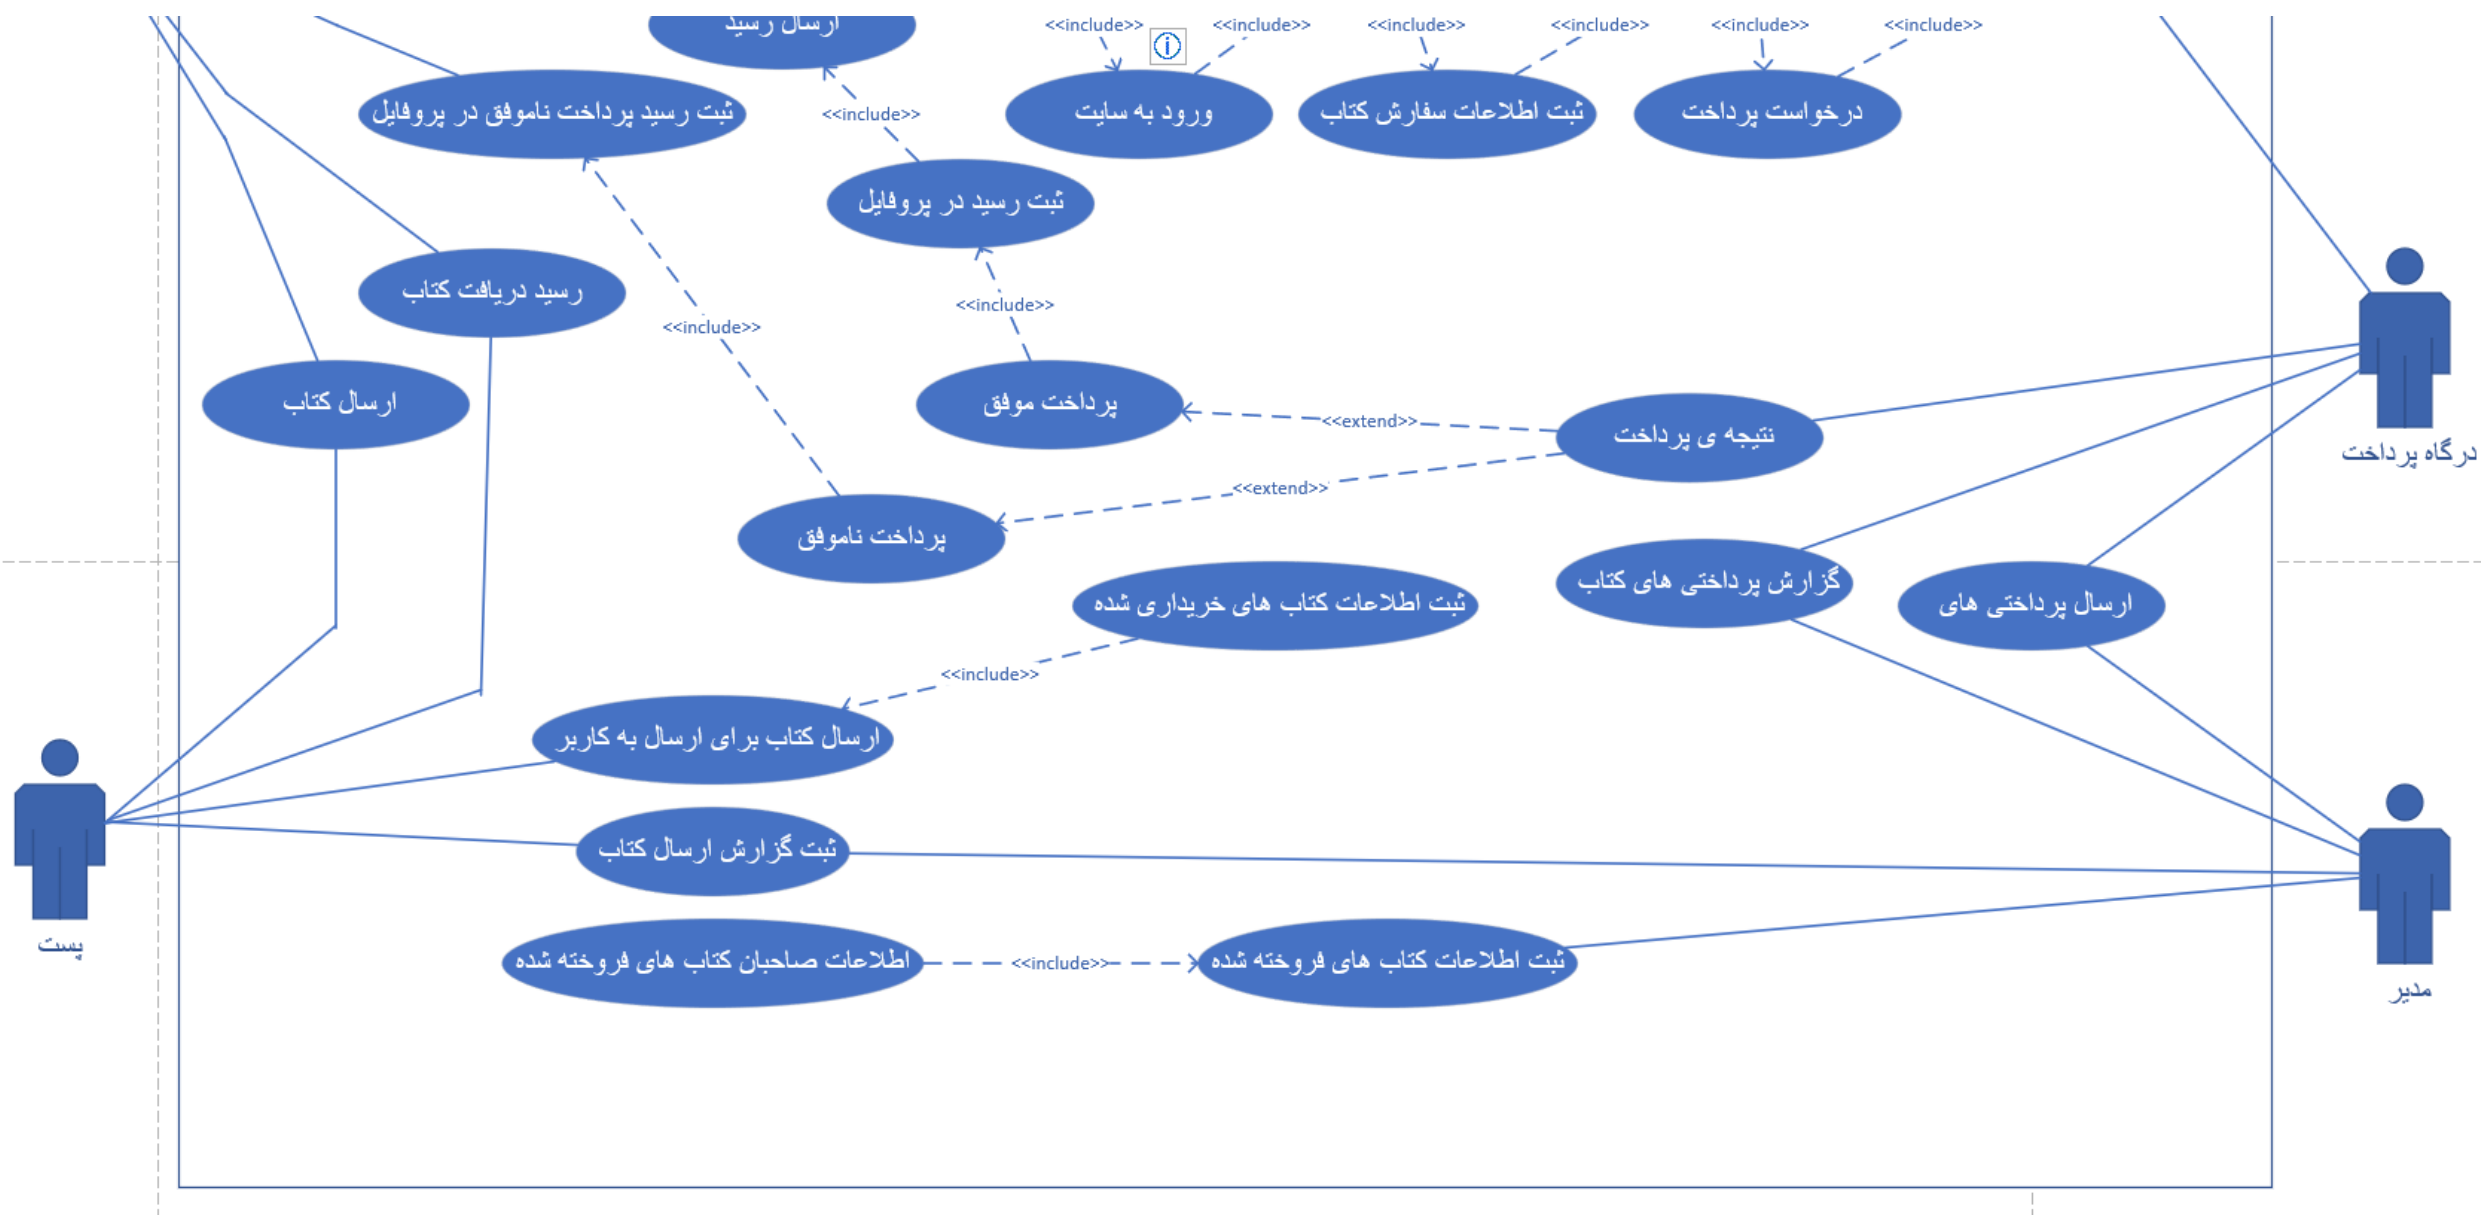 ارسال رسید
<<include>>
<<include>>
<<include>>
<<include>>
<<include>>
<<include>>
ثبت رسید پرداخت ناموفق در پروفایل
<<include>>
ورود به سایت
ثبت اطلاعات سفارش کتاب
درخواست پرداخت
ثبت رسید در پروفایل
رسید دریافت کتاب
<<include>>
<<include>>
ارسال کتاب
پرداخت موفق
<<extend>>
نتیجه ی پرداخت
درگاه پرداخت
<<extend>>
پرداخت ناموفق
ثبت اطلاعات کتاب های خریداری شده
گزارش پرداختی های کتاب
ارسال پرداختی های
<<include>>
ارسال کتاب برای ارسال به کاربر
ثبت گزارش ارسال کتاب
پست
اطلاعات صاحبان کتاب های فروخته شده
<<include>>
ثبت اطلاعات کتاب های فروخته شده
مدیر